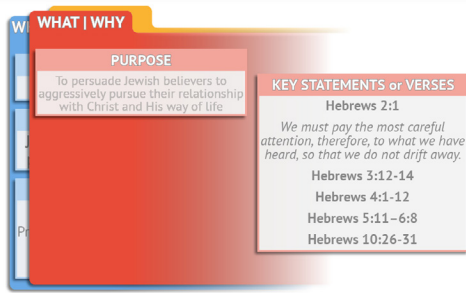 WHAT | WHY
PURPOSE
To persuade Jewish believers to
aggressively pursue their relationship
with Christ and His way of life
KEY STATEMENTS or VERSES
Hebrews 2:1
We must pay the most careful
attention, therefore, to what we have
heard, so that we do not drift away.
Hebrews 3:12-14
Hebrews 4:1-12
Hebrews 5:11–6:8
Hebrews 10:26-31